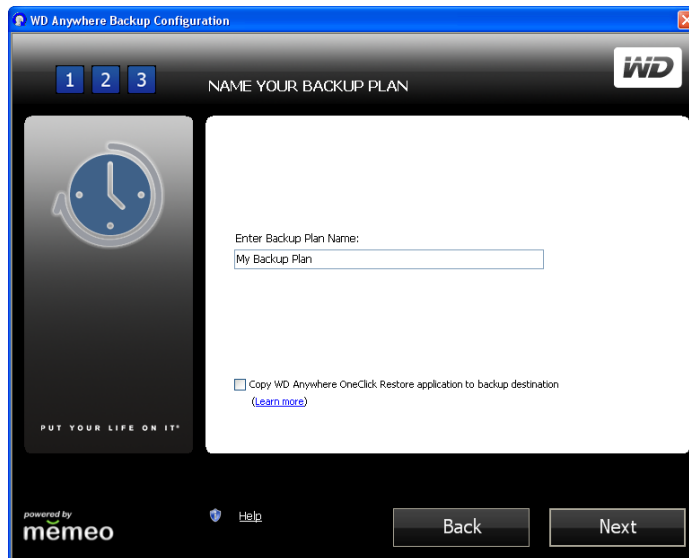 WD Anywhere Backup Configuration
1 2 3
NAME YOUR BACKUP PLAN
WD
Enter Backup Plan Name:
My Backup Plan
Copy WD Anywhere OneClick Restore application to backup destination
(Learn more)
PUT YOUR LIFE ON IT®
powered by
mĕmeo
Help
Back
Next